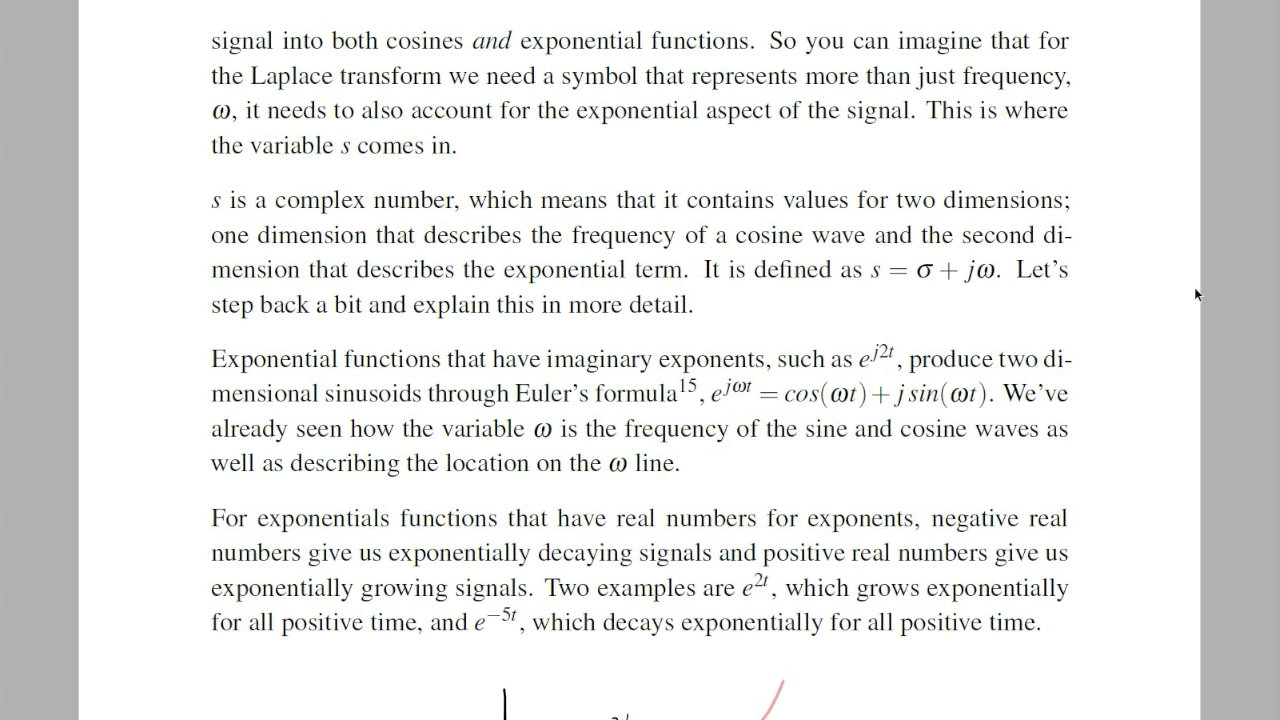 signal into both cosines and exponential functions. So you can imagine that for
the Laplace transform we need a symbol that represents more than just frequency,
ω, it needs to also account for the exponential aspect of the signal. This is where
the variable s comes in.
s is a complex number, which means that it contains values for two dimensions;
one dimension that describes the frequency of a cosine wave and the second di-
mension that describes the exponential term. It is defined as s = σ + jω. Let's
step back a bit and explain this in more detail.
Exponential functions that have imaginary exponents, such as e^{j2t}, produce two di-
mensional sinusoids through Euler's formula^{15}, e^{jωt} = cos(ωt) + j sin(ωt). We've
already seen how the variable ω is the frequency of the sine and cosine waves as
well as describing the location on the ω line.
For exponentials functions that have real numbers for exponents, negative real
numbers give us exponentially decaying signals and positive real numbers give us
exponentially growing signals. Two examples are e^{2t}, which grows exponentially
for all positive time, and e^{−5t}, which decays exponentially for all positive time.